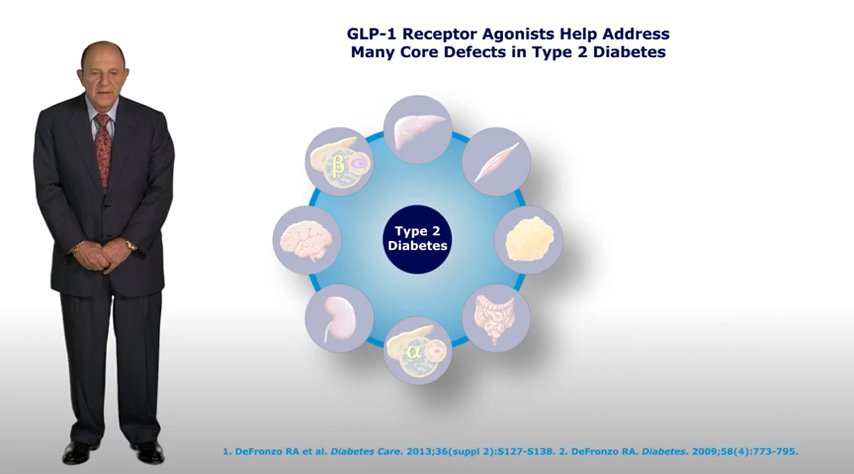 GLP-1 Receptor Agonists Help Address
Many Core Defects in Type 2 Diabetes
β
Type 2
Diabetes
α
1. DeFronzo RA et al. Diabetes Care. 2013;36(suppl 2):S127-S138. 2. DeFronzo RA. Diabetes. 2009;58(4):773-795.